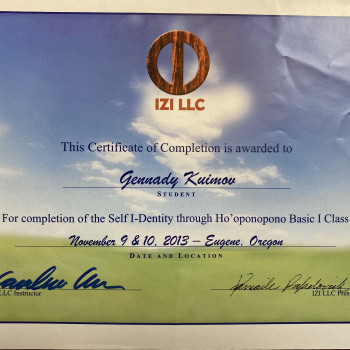 IZI LLC
This Certificate of Completion is awarded to
Gennady Kuimov
STUDENT
For completion of the Self I-Dentity through Ho'oponopono Basic I Class
November 9 & 10, 2013 – Eugene, Oregon
DATE AND LOCATION
LLC Instructor
IZI LLC Pres